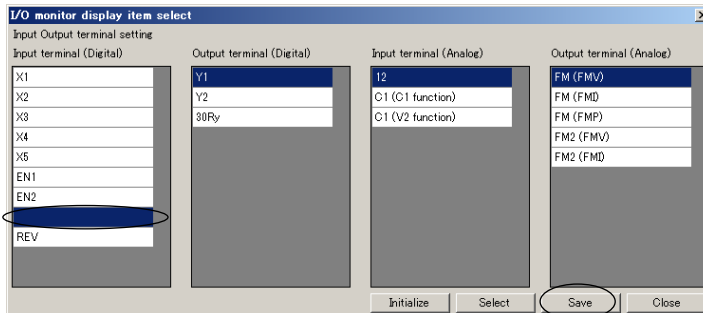 I/O monitor display item select
Input Output terminal setting
Input terminal (Digital)
Output terminal (Digital)
Input terminal (Analog)
Output terminal (Analog)
X1
X2
X3
X4
X5
EN1
EN2
REV
Y1
Y2
30Ry
12
C1 (C1 function)
C1 (V2 function)
FM (FMV)
FM (FMI)
FM (FMP)
FM2 (FMV)
FM2 (FMI)
Initialize
Select
Save
Close